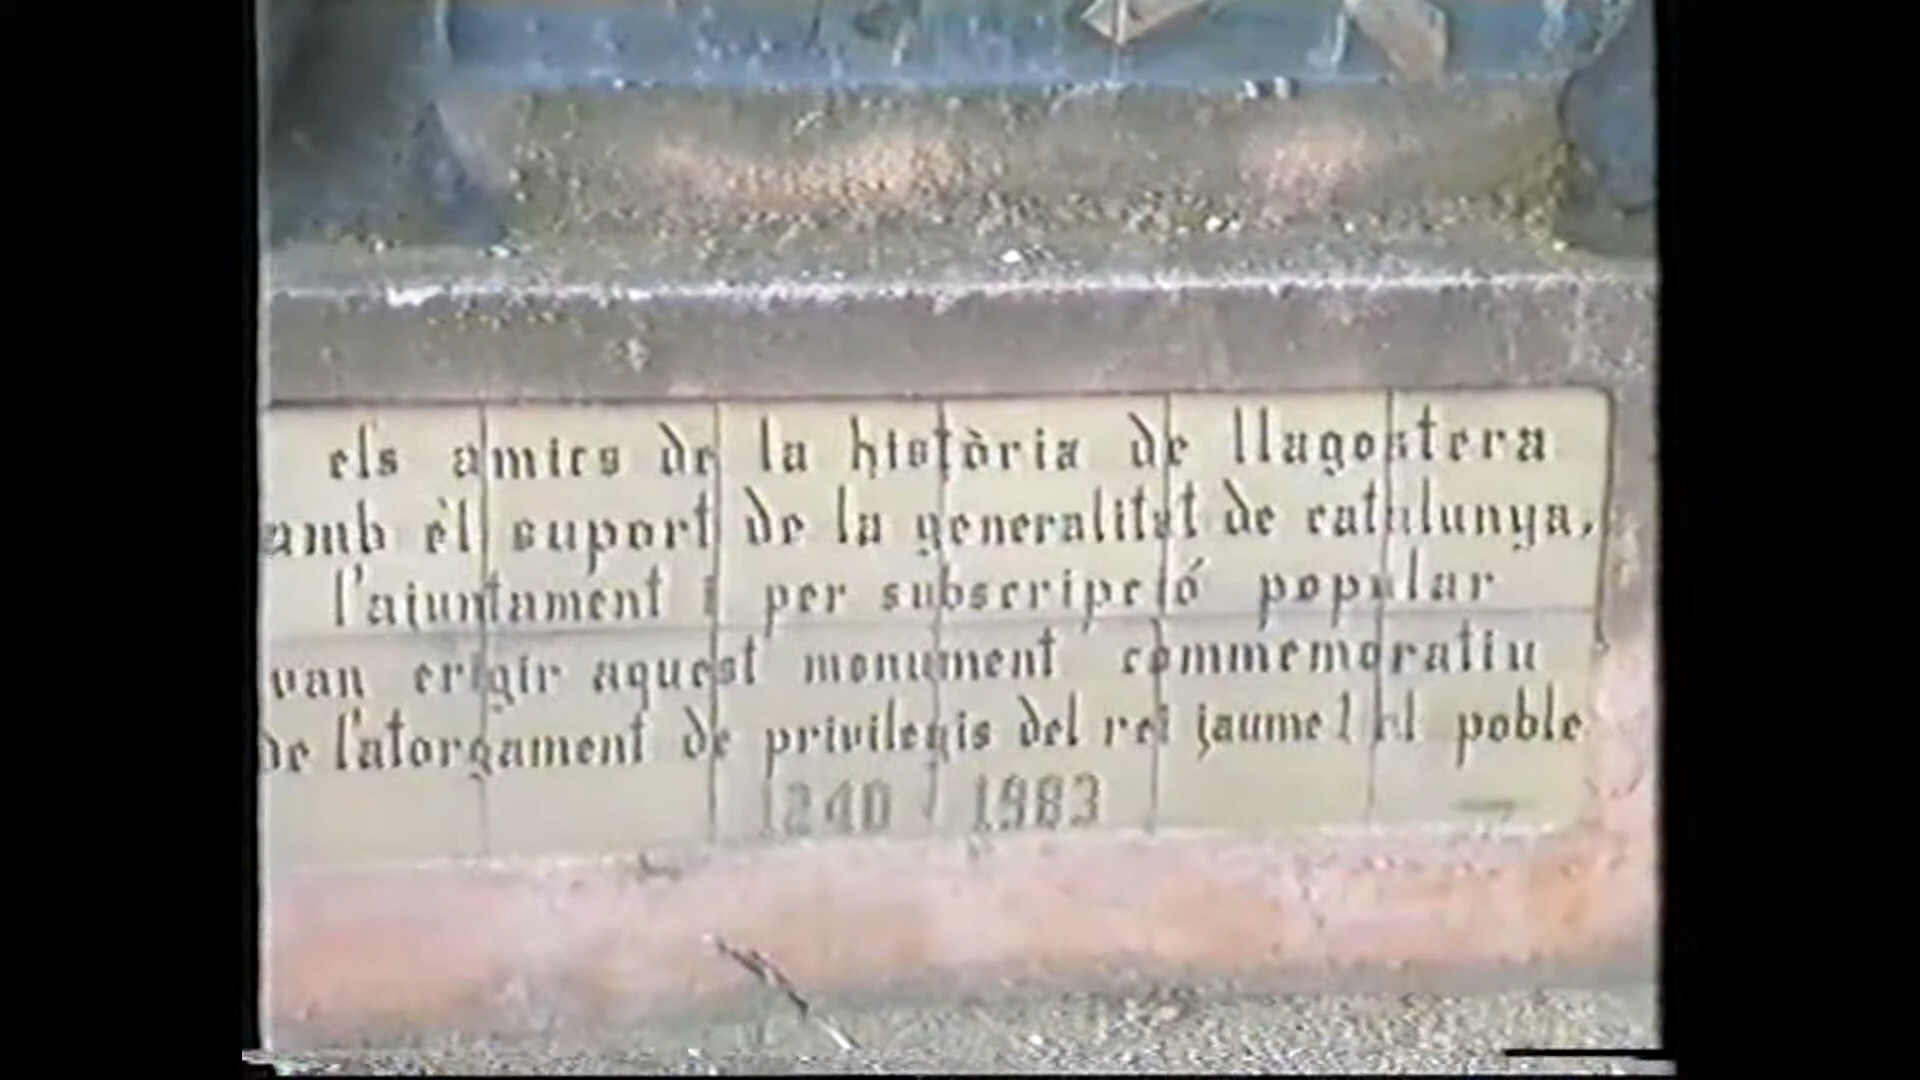 els amics de la història de llagostera
amb èl suport de la generalitat de catalunya,
l'ajuntament i per subscripció popular
van erigir aquest monument commemoratiu
de l'atorgament de privilegis del rei jaume I al poble
1240 / 1983